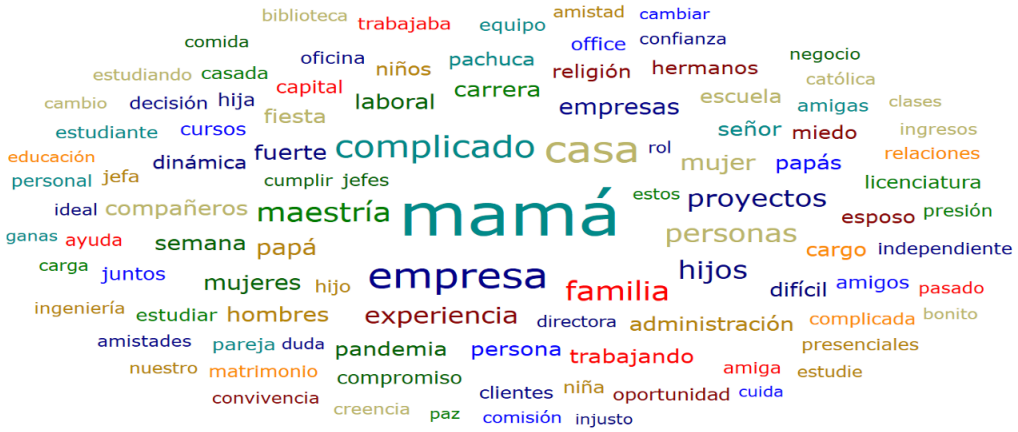 biblioteca trabajaba equipo amistad cambiar
comida oficina niños pachuca office confianza negocio
estudiando casada capital laboral carrera religión hermanos católica
cambio decisión hija fiesta empresas escuela amigas clases
estudiante cursos fuerte complicado casa rol señor miedo ingresos
educación dinámica mujer papás relaciones
personal jefa cumplir jefes estos licenciatura
ideal compañeros maestría mamá proyectos esposo presión
ganas ayuda semana papá personas cargo independiente
carga juntos mujeres hijo empresa familia hijos difícil amigos pasado
ingeniería estudiar hombres experiencia directora administración complicada bonito
amistades pareja duda pandemia persona trabajando presenciales
nuestro matrimonio compromiso amiga estudie
convivencia creencia clientes niña oportunidad cuida
paz comisión injusto